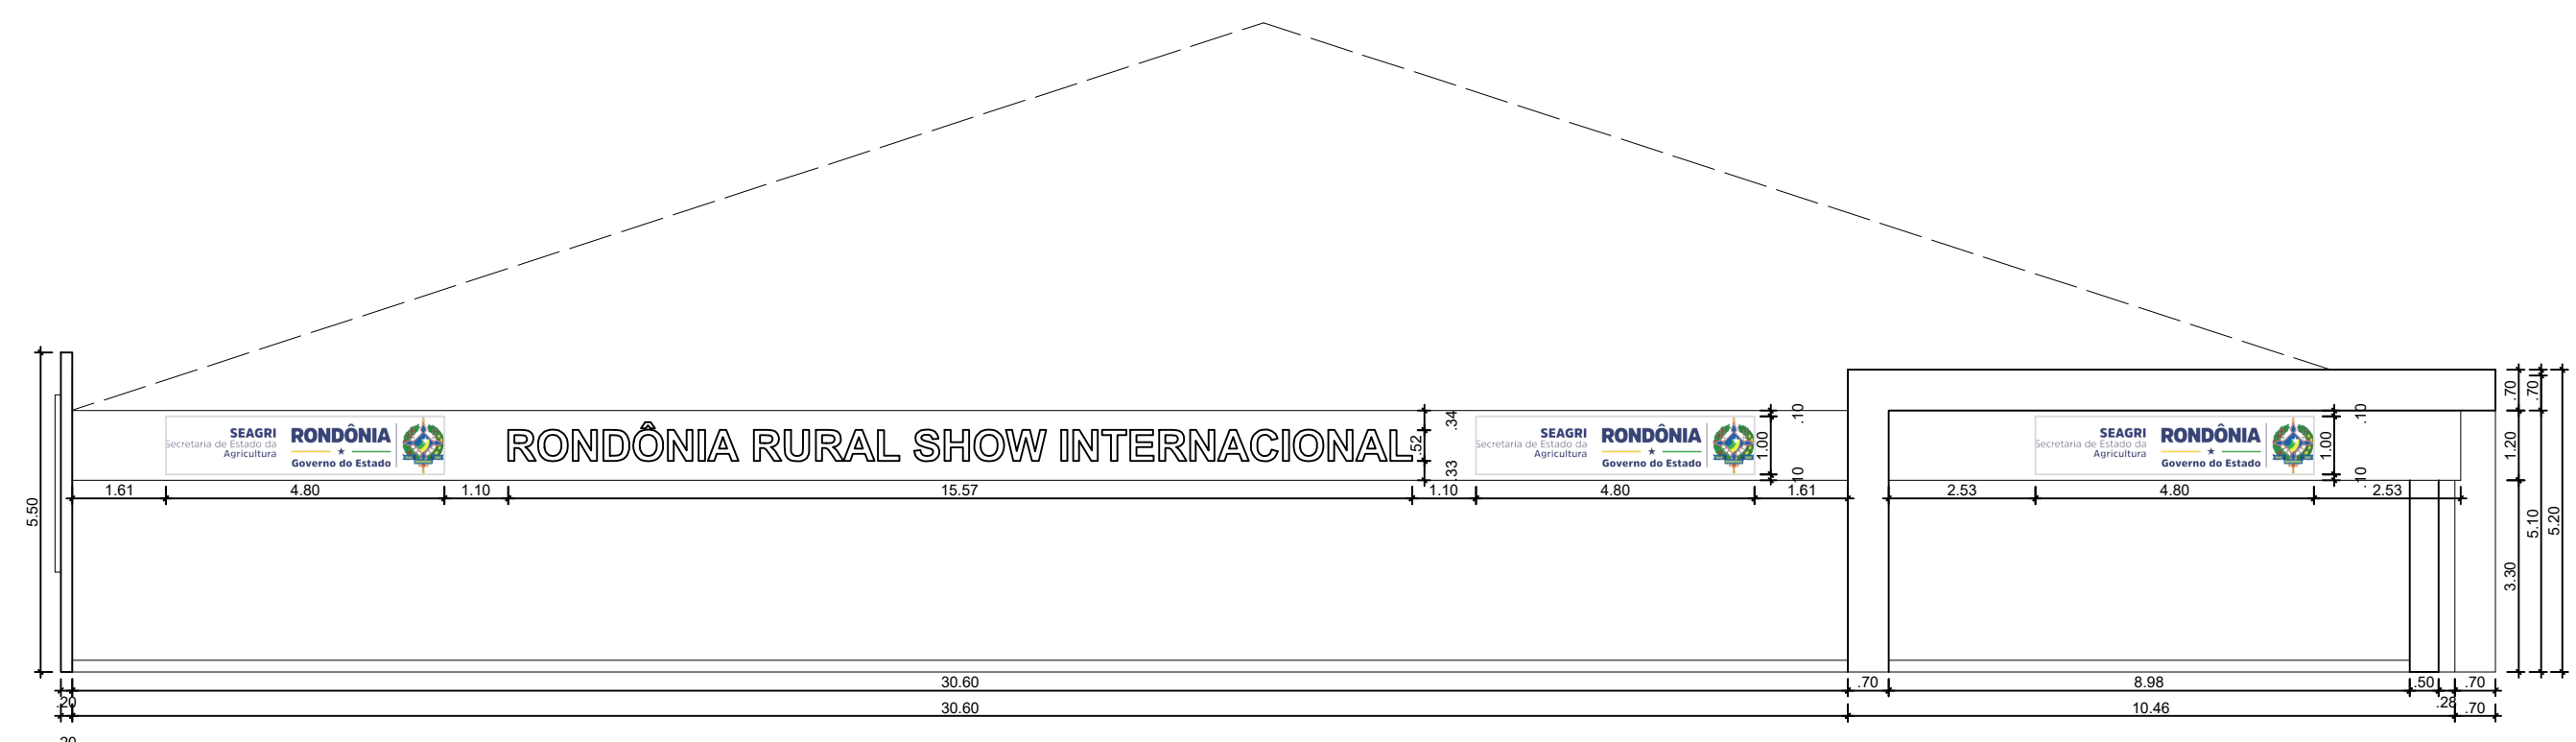 SEAGRI
Secretaria de Estado da
Agricultura
RONDÔNIA
Governo do Estado
RONDÔNIA RURAL SHOW INTERNACIONAL
SEAGRI
Secretaria de Estado da
Agricultura
RONDÔNIA
Governo do Estado
SEAGRI
Secretaria de Estado da
Agricultura
RONDÔNIA
Governo do Estado
.34
.52
.33
.10
1.00
.10
.10
1.00
.10
.70
.70
1.20
3.30
5.10
5.20
5.50
1.61
4.80
1.10
15.57
1.10
4.80
1.61
2.53
4.80
2.53
30.60
.70
8.98
.50
.70
.20
30.60
10.46
.28
.70
.20